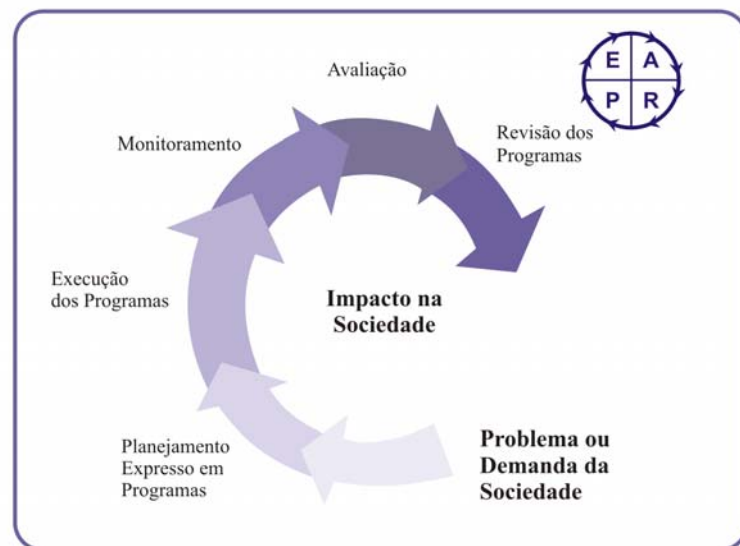 Avaliação
E A
P R
Revisão dos
Programas
Monitoramento
Execução
dos Programas
Impacto na
Sociedade
Planejamento
Expresso em
Programas
Problema ou
Demanda da
Sociedade